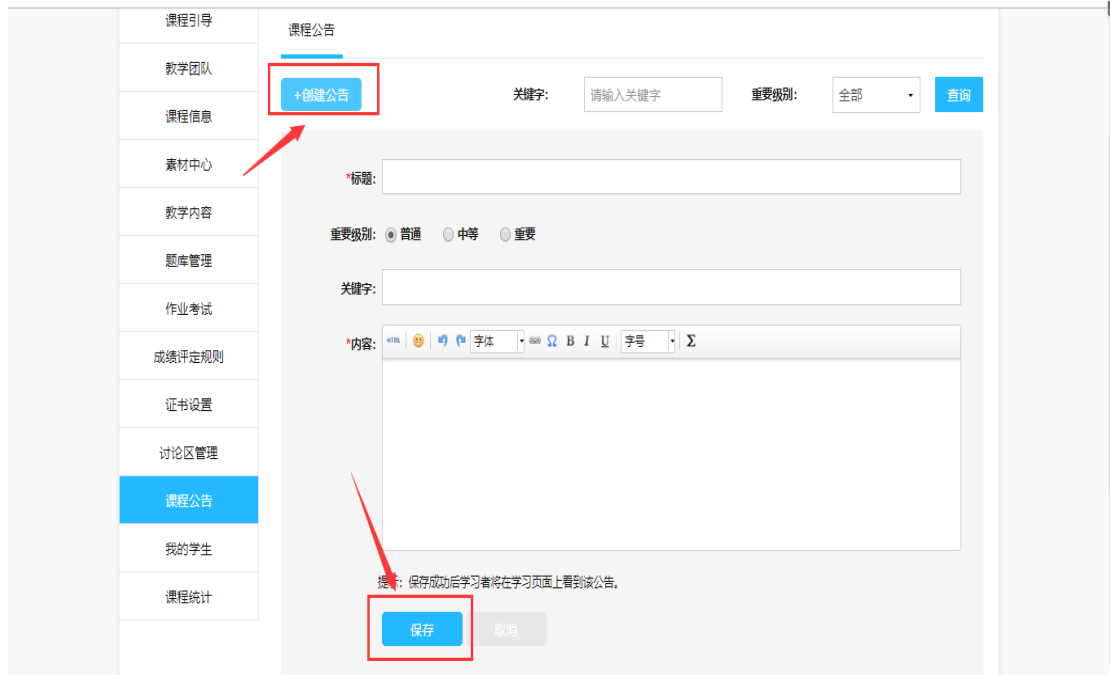 课程引导
教学团队
课程信息
素材中心
教学内容
题库管理
作业考试
成绩评定规则
证书设置
讨论区管理
课程公告
我的学生
课程统计
课程公告
+创建公告 关键字: 请输入关键字 重要级别: 全部 查询
*标题:
重要级别: 普通 中等 重要
关键字:
*内容: HTML 字体 Ω B I U 字号 Σ
提示: 保存成功后学习者将在学习页面上看到该公告。
保存 取消